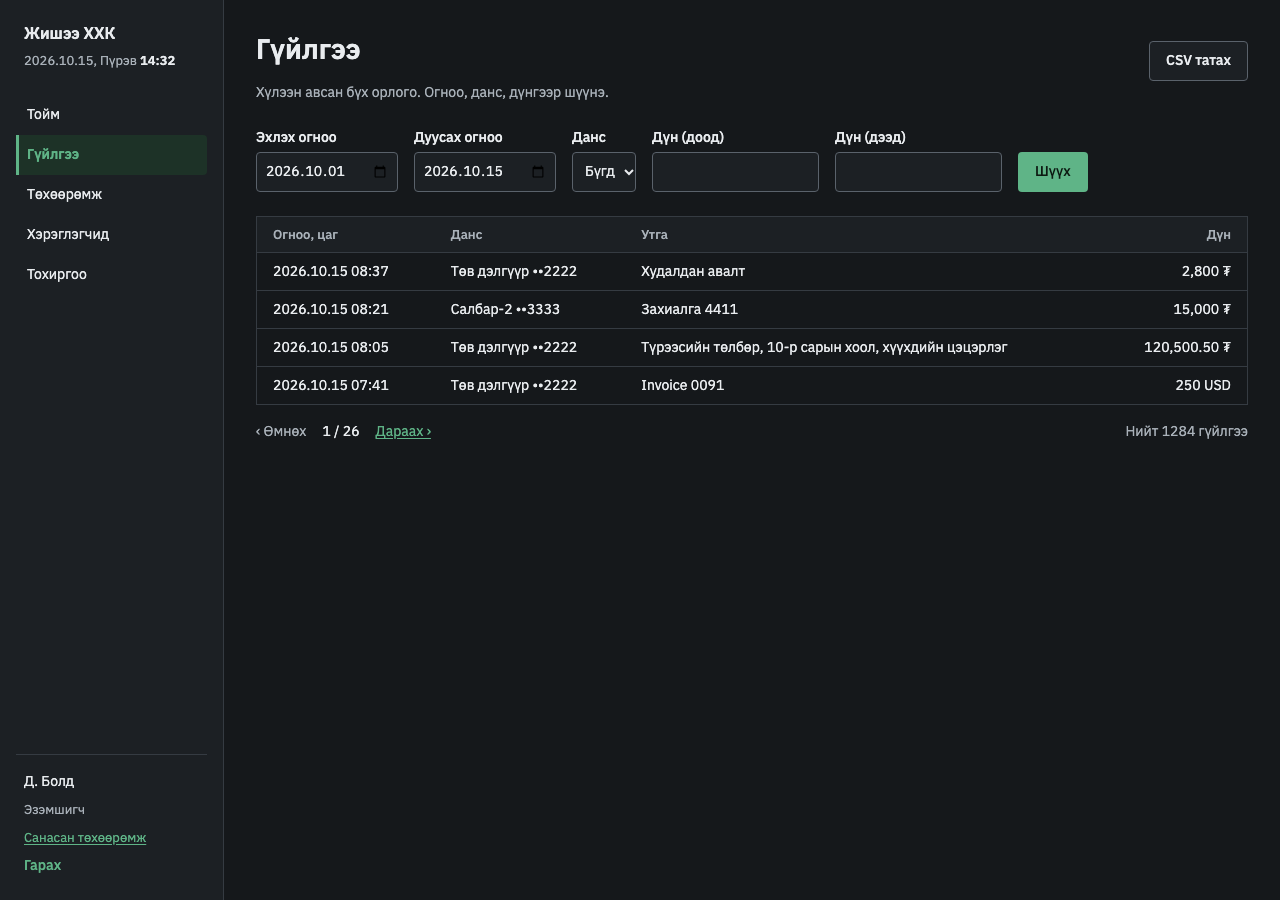 Жишээ ХХК
2026.10.15, Пүрэв 14:32
Тойм
Гүйлгээ
Төхөөрөмж
Хэрэглэгчид
Тохиргоо
Д. Болд
Эзэмшигч
Санасан төхөөрөмж
Гарах
Гүйлгээ
CSV татах
Хүлээн авсан бүх орлого. Огноо, данс, дүнгээр шүүнэ.
Эхлэх огноо Дуусах огноо Данс Дүн (доод) Дүн (дээд)
2026.10.01 2026.10.15 Бүгд Шүүх
Огноо, цаг Данс Утга Дүн
2026.10.15 08:37 Төв дэлгүүр ••2222 Худалдан авалт 2,800 ₮
2026.10.15 08:21 Салбар-2 ••3333 Захиалга 4411 15,000 ₮
2026.10.15 08:05 Төв дэлгүүр ••2222 Түрээсийн төлбөр, 10-р сарын хоол, хүүхдийн цэцэрлэг 120,500.50 ₮
2026.10.15 07:41 Төв дэлгүүр ••2222 Invoice 0091 250 USD
‹ Өмнөх 1 / 26 Дараах › Нийт 1284 гүйлгээ